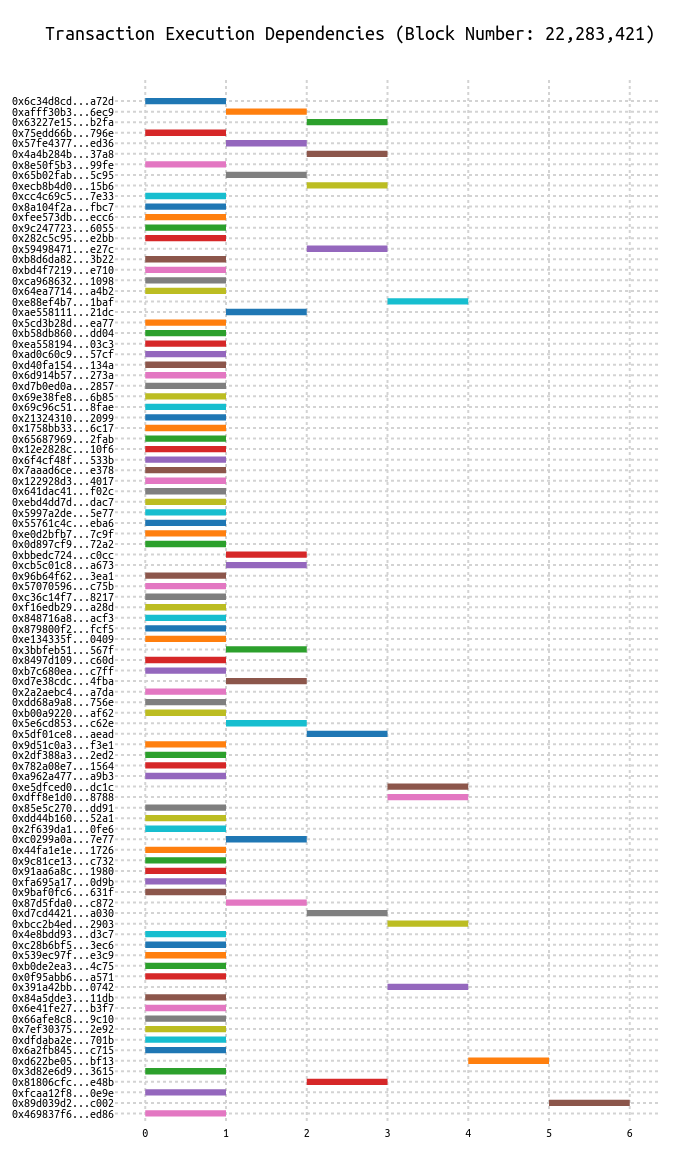 Transaction Execution Dependencies (Block Number: 22,283,421)
0x6c34d8cd...a72d
0xafff30b3...6ec9
0x63227e15...b2fa
0x75edd66b...796e
0x57fe4377...ed36
0x4a4b284b...37a8
0x8e50f5b3...99fe
0x65b02fab...5c95
0xecb8b4d0...15b6
0xcc4c69c5...7e33
0x8a104f2a...fbc7
0xfee573db...ecc6
0x9c247723...6055
0x282c5c95...e2bb
0x59498471...e27c
0xb8d6da82...3b22
0xbd4f7219...e710
0xca968632...1098
0x64ea7714...a4b2
0xe88ef4b7...1baf
0xae558111...21dc
0x5cd3b28d...ea77
0xb58db860...dd04
0xea558194...03c3
0xad0c60c9...57cf
0xd40fa154...134a
0x6d914b57...273a
0xd7b0ed0a...2857
0x69e38fe8...6b85
0x69c96c51...8fae
0x21324310...2099
0x1758bb33...6c17
0x65687969...2fab
0x12e2828c...10f6
0x6f4cf48f...533b
0x7aaad6ce...e378
0x122928d3...4017
0x641dac41...f02c
0xebd4dd7d...dac7
0x5997a2de...5e77
0x55761c4c...eba6
0xe0d2bfb7...7c9f
0x0d897cf9...72a2
0xbbedc724...c0cc
0xcb5c01c8...a673
0x96b64f62...3ea1
0x57070596...c75b
0xc36c14f7...8217
0xf16edb29...a28d
0x848716a8...acf3
0x879800f2...fcf5
0xe134335f...0409
0x3bbfeb51...567f
0x8497d109...c60d
0xb7c680ea...c7ff
0xd7e38cdc...4fba
0x2a2aebc4...a7da
0xdd68a9a8...756e
0xb00a9220...af62
0x5e6cd853...c62e
0x5df01ce8...aead
0x9d51c0a3...f3e1
0x2df388a3...2ed2
0x782a08e7...1564
0xa962a477...a9b3
0xe5dfced0...dc1c
0xdff8e1d0...8788
0x85e5c270...dd91
0xdd44b160...52a1
0x2f639da1...0fe6
0xc0299a0a...7e77
0x44fa1e1e...1726
0x9c81ce13...c732
0x91aa6a8c...1980
0xfa695a17...0d9b
0x9baf0fc6...631f
0x87d5fda0...c872
0xd7cd4421...a030
0xbcc2b4ed...2903
0x4e8bdd93...d3c7
0xc28b6bf5...3ec6
0x539ec97f...e3c9
0xb0de2ea3...4c75
0x0f95abb6...a571
0x391a42bb...0742
0x84a5dde3...11db
0x6e41fe27...b3f7
0x66afe8c8...9c10
0x7ef30375...2e92
0xdfdaba2e...701b
0x6a2fb845...c715
0xd622be05...bf13
0x3d82e6d9...3615
0x81806cfc...e48b
0xfcaa12f8...0e9e
0x89d039d2...c002
0x469837f6...ed86
0 1 2 3 4 5 6